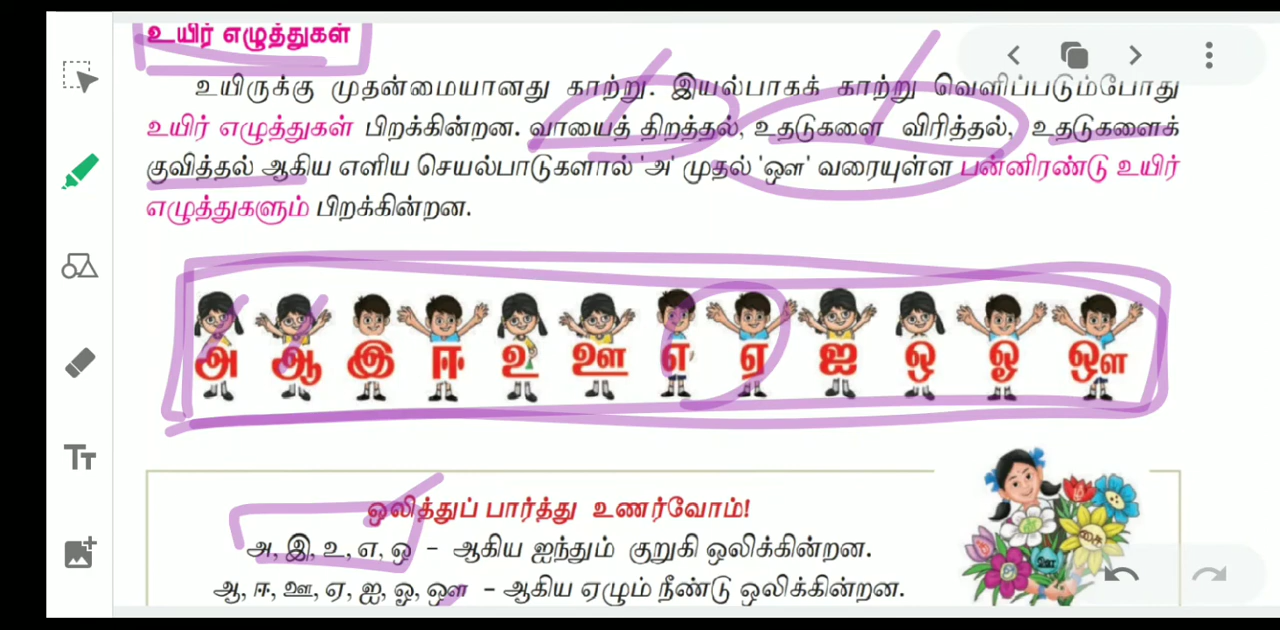 உயிர் எழுத்துகள்
உயிருக்கு முதன்மையானது காற்று. இயல்பாகக் காற்று வெளிப்படும்போது
உயிர் எழுத்துகள் பிறக்கின்றன. வாயைத் திறத்தல், உதடுகளை விரித்தல், உதடுகளைக்
குவித்தல் ஆகிய எளிய செயல்பாடுகளால் 'அ' முதல் 'ஔ' வரையுள்ள பன்னிரண்டு உயிர்
எழுத்துகளும் பிறக்கின்றன.
அ ஆ இ ஈ உ ஊ எ ஏ ஐ ஒ ஓ ஔ
ஒலித்துப் பார்த்து உணர்வோம்!
அ, இ, உ, எ, ஒ - ஆகிய ஐந்தும் குறுகி ஒலிக்கின்றன.
ஆ, ஈ, ஊ, ஏ, ஐ, ஓ, ஔ - ஆகிய ஏழும் நீண்டு ஒலிக்கின்றன.
TT